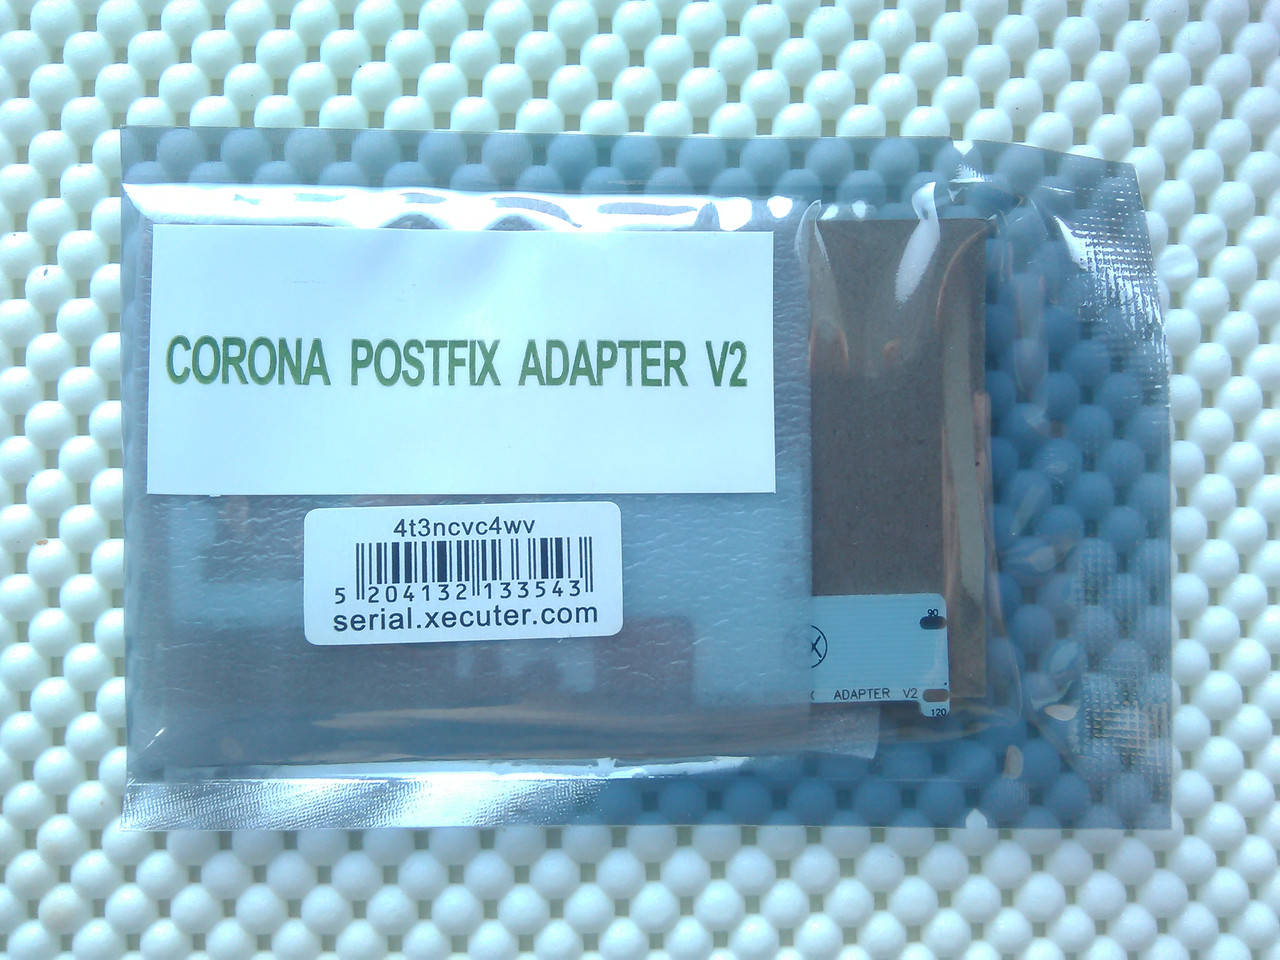 CORONA POSTFIX ADAPTER V2
4t3ncvc4wv
5 204132 133543
serial.xecuter.com
90
X
X ADAPTER V2
120